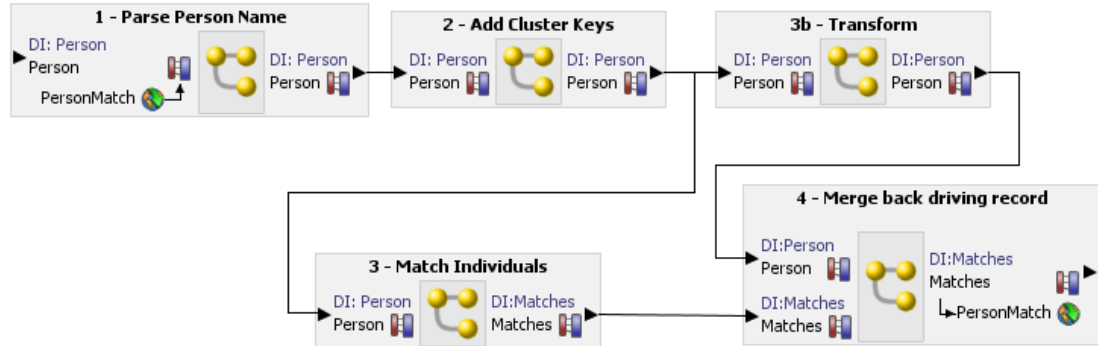 1 - Parse Person Name
DI: Person
Person
PersonMatch
DI: Person
Person
2 - Add Cluster Keys
DI: Person
Person
DI: Person
Person
3b - Transform
DI: Person
Person
DI:Person
Person
3 - Match Individuals
DI: Person
Person
DI:Matches
Matches
4 - Merge back driving record
DI:Person
Person
DI:Matches
Matches
DI:Matches
Matches
PersonMatch